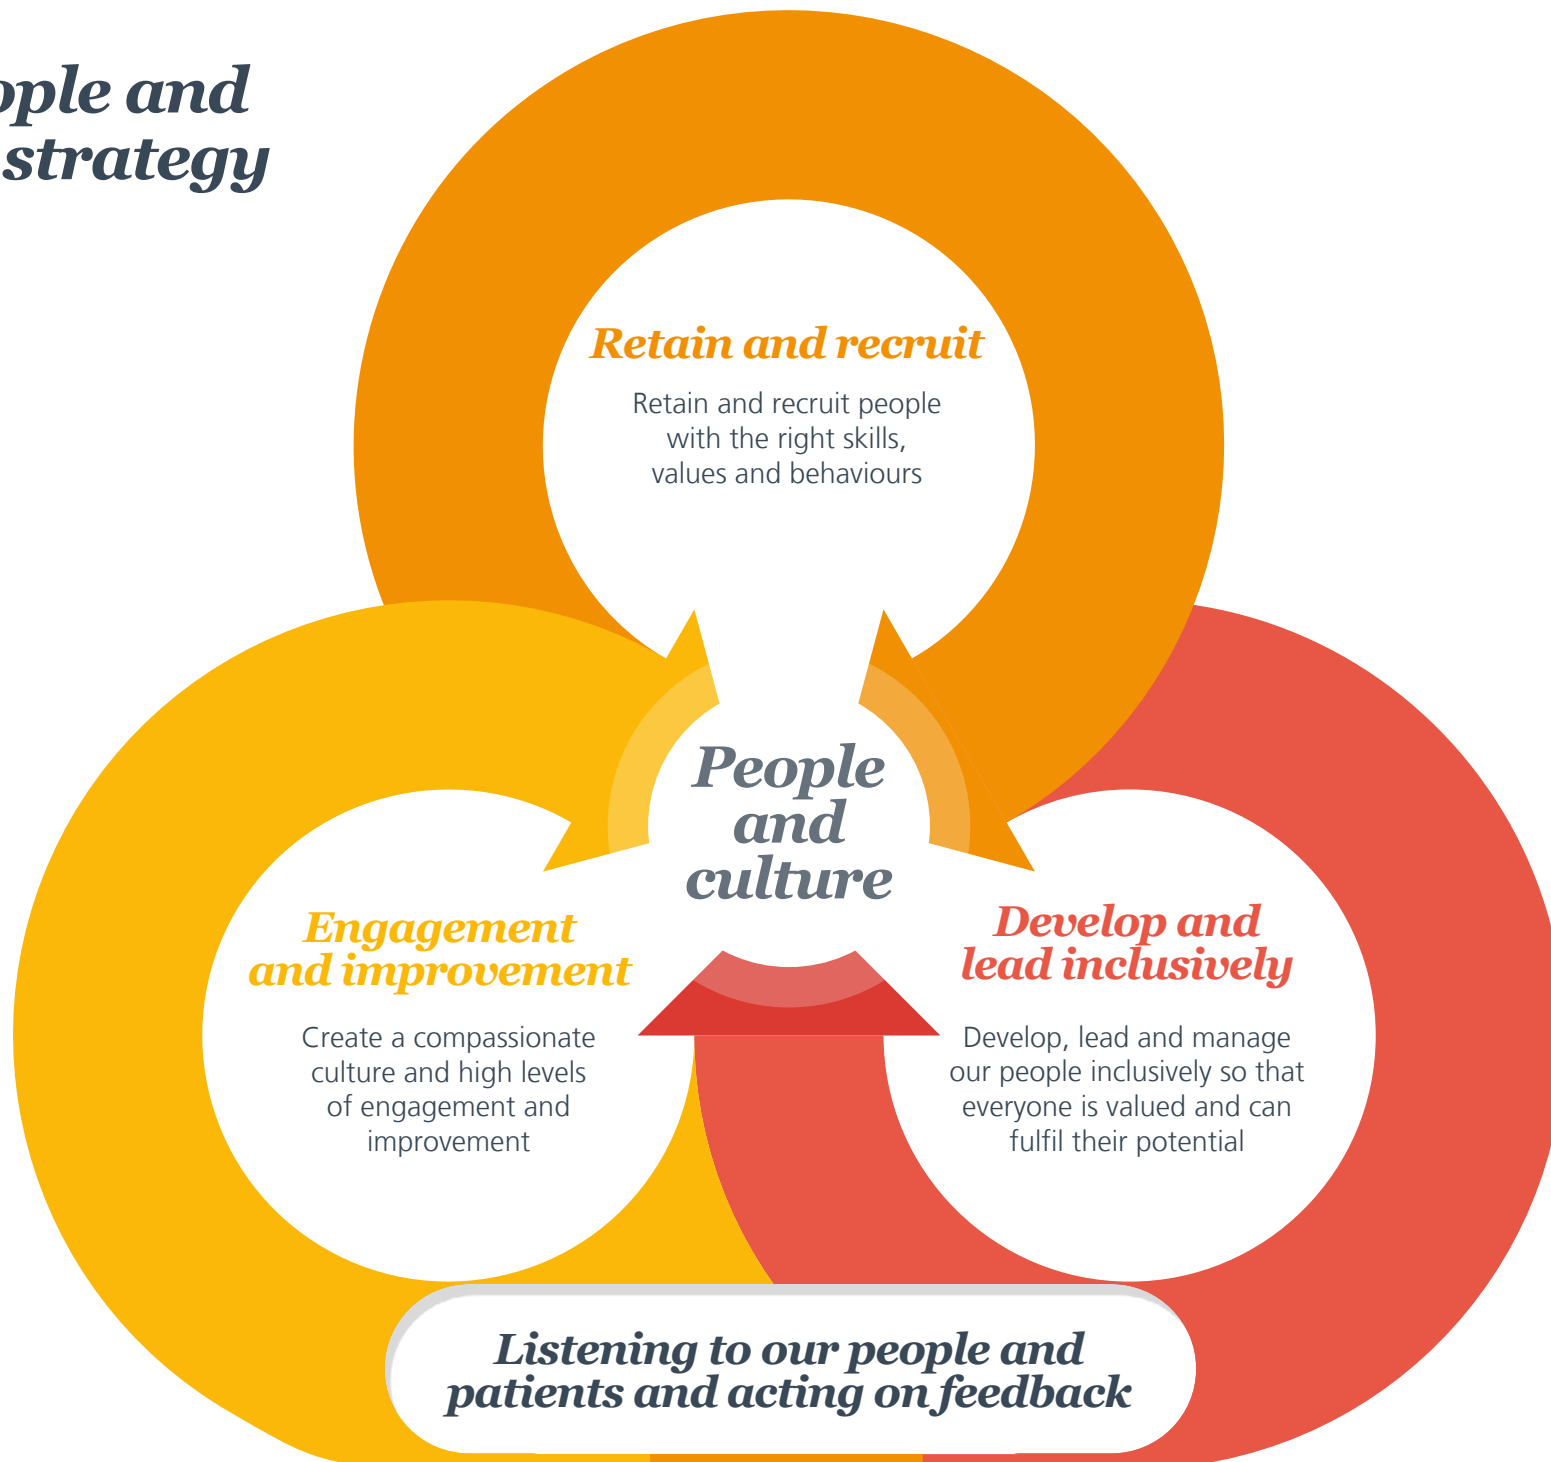 and
strategy
Retain and recruit
Retain and recruit people
with the right skills,
values and behaviours
People
and
culture
Engagement
and improvement
Create a compassionate
culture and high levels
of engagement and
improvement
Develop and
lead inclusively
Develop, lead and manage
our people inclusively so that
everyone is valued and can
fulfil their potential
Listening to our people and
patients and acting on feedback